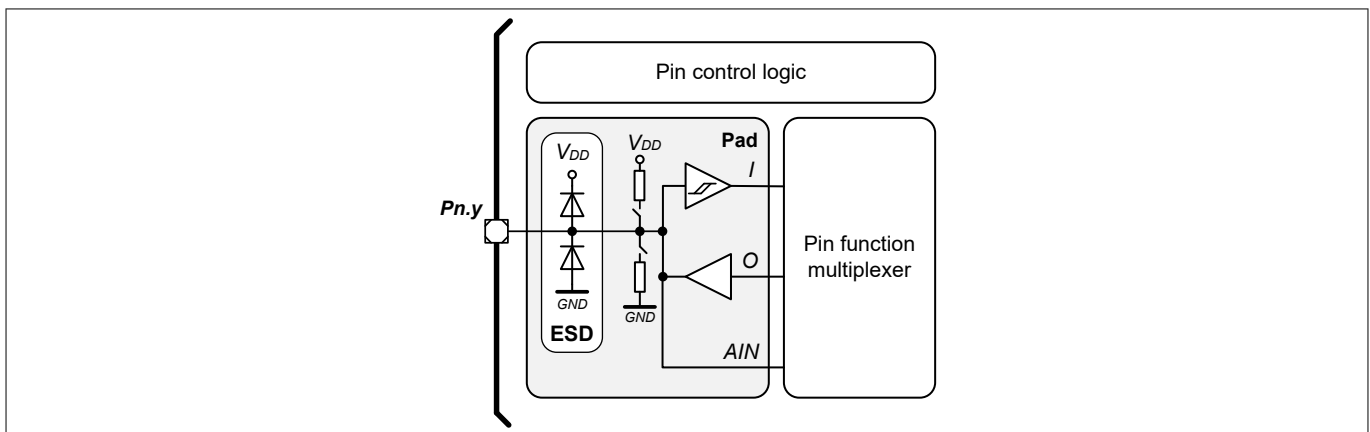 Pin control logic
Pad
VDD
VDD
I
Pn.y
Pin function
multiplexer
O
GND
GND
ESD
AIN